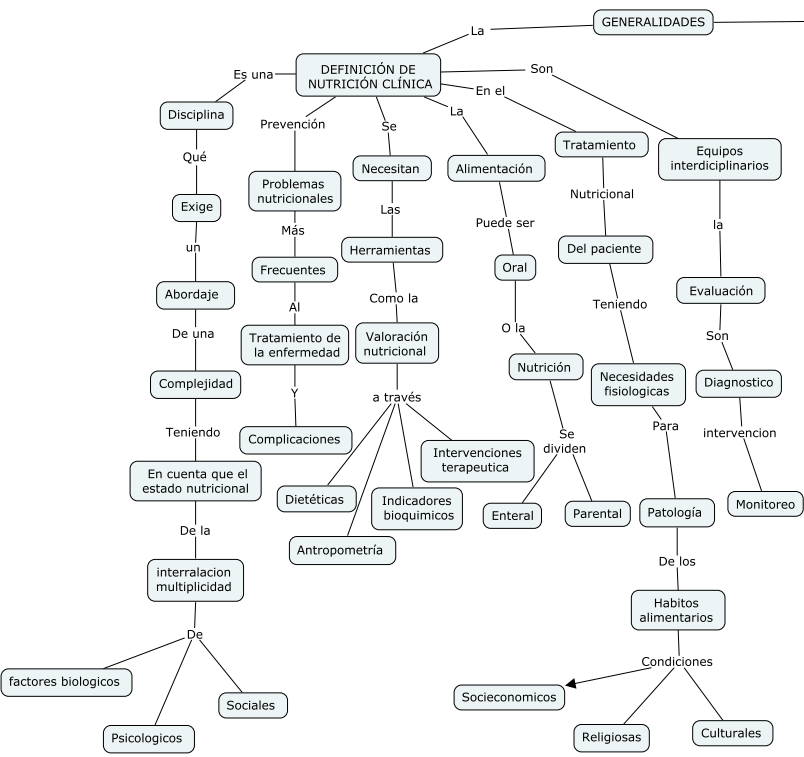 GENERALIDADES
La
DEFINICIÓN DE
NUTRICIÓN CLÍNICA
Es una
Disciplina
Qué
Exige
un
Abordaje
De una
Complejidad
Teniendo
En cuenta que el
estado nutricional
De la
interralacion
multiplicidad
De
factores biologicos
Psicologicos
Sociales
Prevención
Problemas
nutricionales
Más
Frecuentes
Al
Tratamiento de
la enfermedad
Y
Complicaciones
Se
Necesitan
Las
Herramientas
Como la
Valoración
nutricional
a través
Dietéticas
Antropometría
Indicadores
bioquimicos
Intervenciones
terapeutica
La
Alimentación
Puede ser
Oral
O la
Nutrición
Se
dividen
Enteral
Parental
En el
Tratamiento
Nutricional
Del paciente
Teniendo
Necesidades
fisiologicas
Para
Patología
De los
Habitos
alimentarios
Condiciones
Socieconomicos
Religiosas
Culturales
Son
Equipos
interdiciplinarios
la
Evaluación
Son
Diagnostico
intervencion
Monitoreo